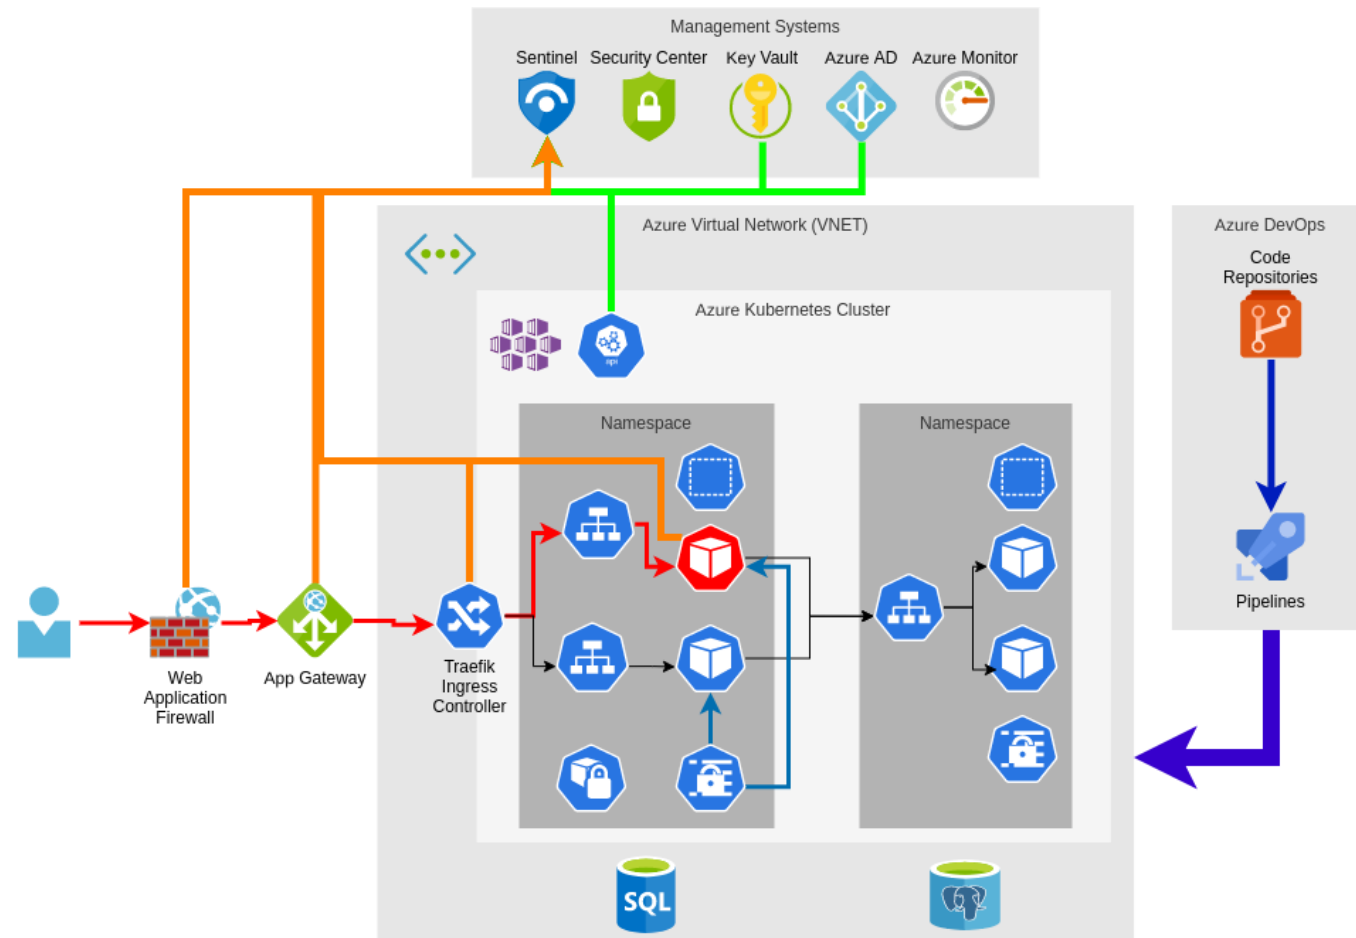 Management Systems
Sentinel
Security Center
Key Vault
Azure AD
Azure Monitor
Azure Virtual Network (VNET)
Azure DevOps
Code
Repositories
Azure Kubernetes Cluster
api
Namespace
Namespace
Pipelines
Web
Application
Firewall
App Gateway
Traefik
Ingress
Controller
SQL